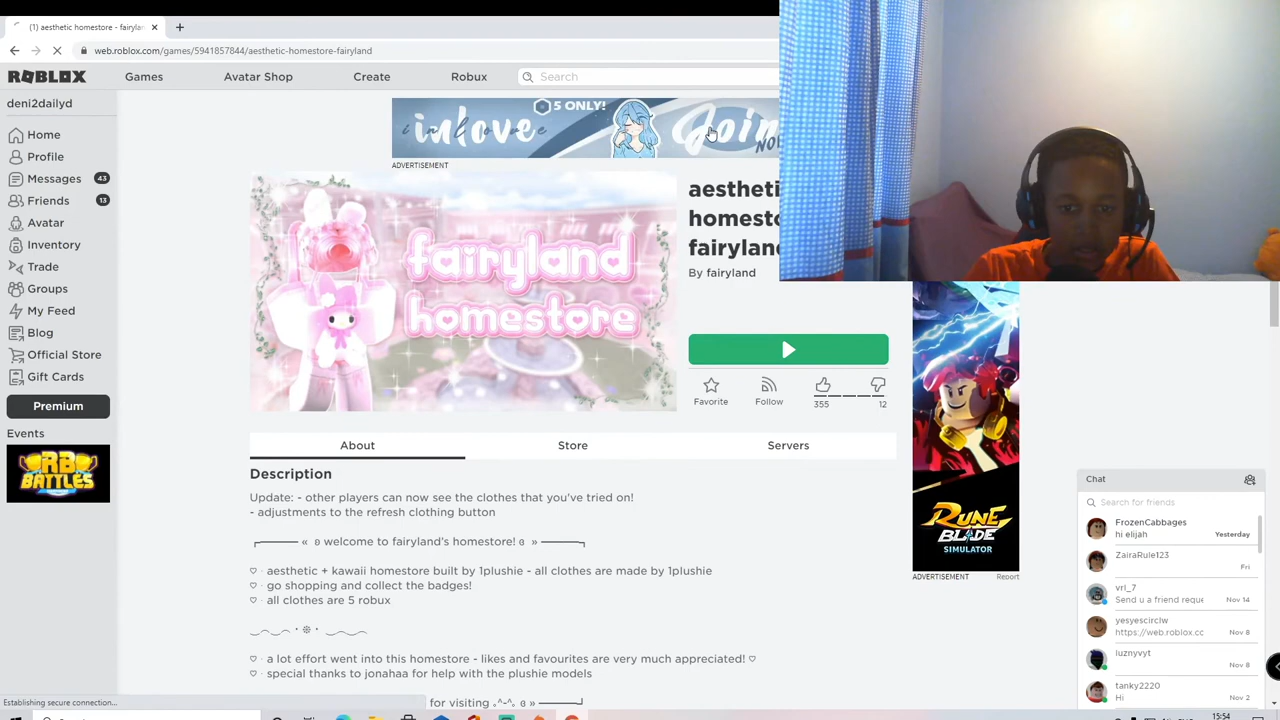 (1) aesthetic homestore - fairyla
web.roblox.com/games/5941857844/aesthetic-homestore-fairyland
ROBLOX Games Avatar Shop Create Robux Search
deni2dailyd
Home
Profile
Messages 43
Friends 13
Avatar
Inventory
Trade
Groups
My Feed
Blog
Official Store
Gift Cards
Premium
Events
RB
BATTLES
5 ONLY!
ADVERTISEMENT
fairyland
homestore
aestheti
homesto
fairyland
By fairyland
Favorite Follow 355 12
About Store Servers
Description
Update: - other players can now see the clothes that you've tried on!
- adjustments to the refresh clothing button
« ʚ welcome to fairyland's homestore! ɞ »
♡ · aesthetic + kawaii homestore built by 1plushie - all clothes are made by 1plushie
♡ · go shopping and collect the badges!
♡ · all clothes are 5 robux
♡ · a lot effort went into this homestore - likes and favourites are very much appreciated! ♡
♡ · special thanks to jonahaa for help with the plushie models
for visiting
RUNE
BLADE
SIMULATOR
ADVERTISEMENT Report
Chat
Search for friends
FrozenCabbages
hi elijah Yesterday
ZairaRule123
Fri
vrl_7
Send u a friend reque Nov 14
yesyescirclw
https://web.roblox.cc Nov 8
luznyvyt
Nov 8
tanky2220
Hi Nov 2
Establishing secure connection...
15:54